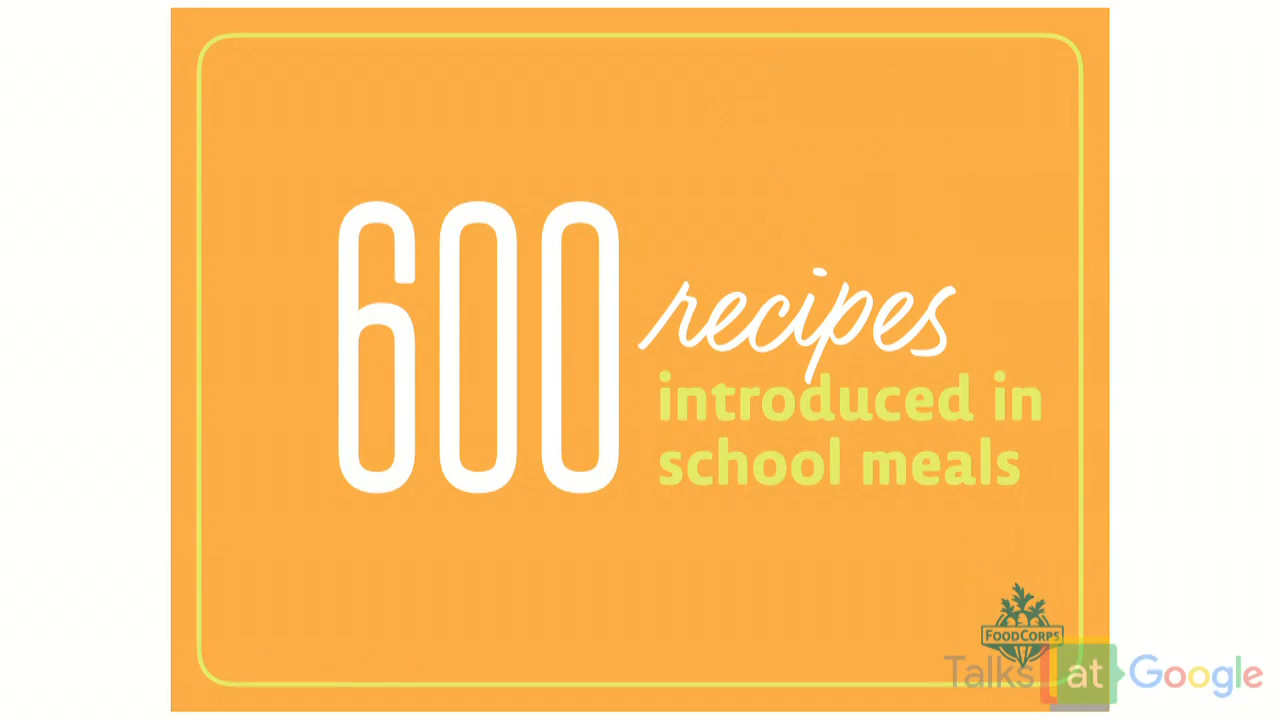 600 recipes
introduced in
school meals
FOODCORPS
Talks at Google